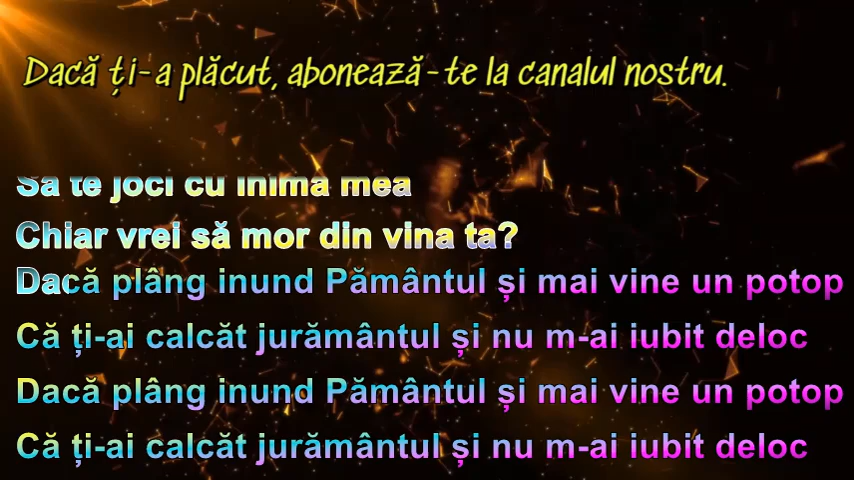 Dacă ți-a plăcut, abonează-te la canalul nostru.
Să te joci cu inima mea
Chiar vrei să mor din vina ta?
Dacă plâng inund Pământul și mai vine un potop
Că ți-ai calcăt jurământul și nu m-ai iubit deloc
Dacă plâng inund Pământul și mai vine un potop
Că ți-ai calcăt jurământul și nu m-ai iubit deloc